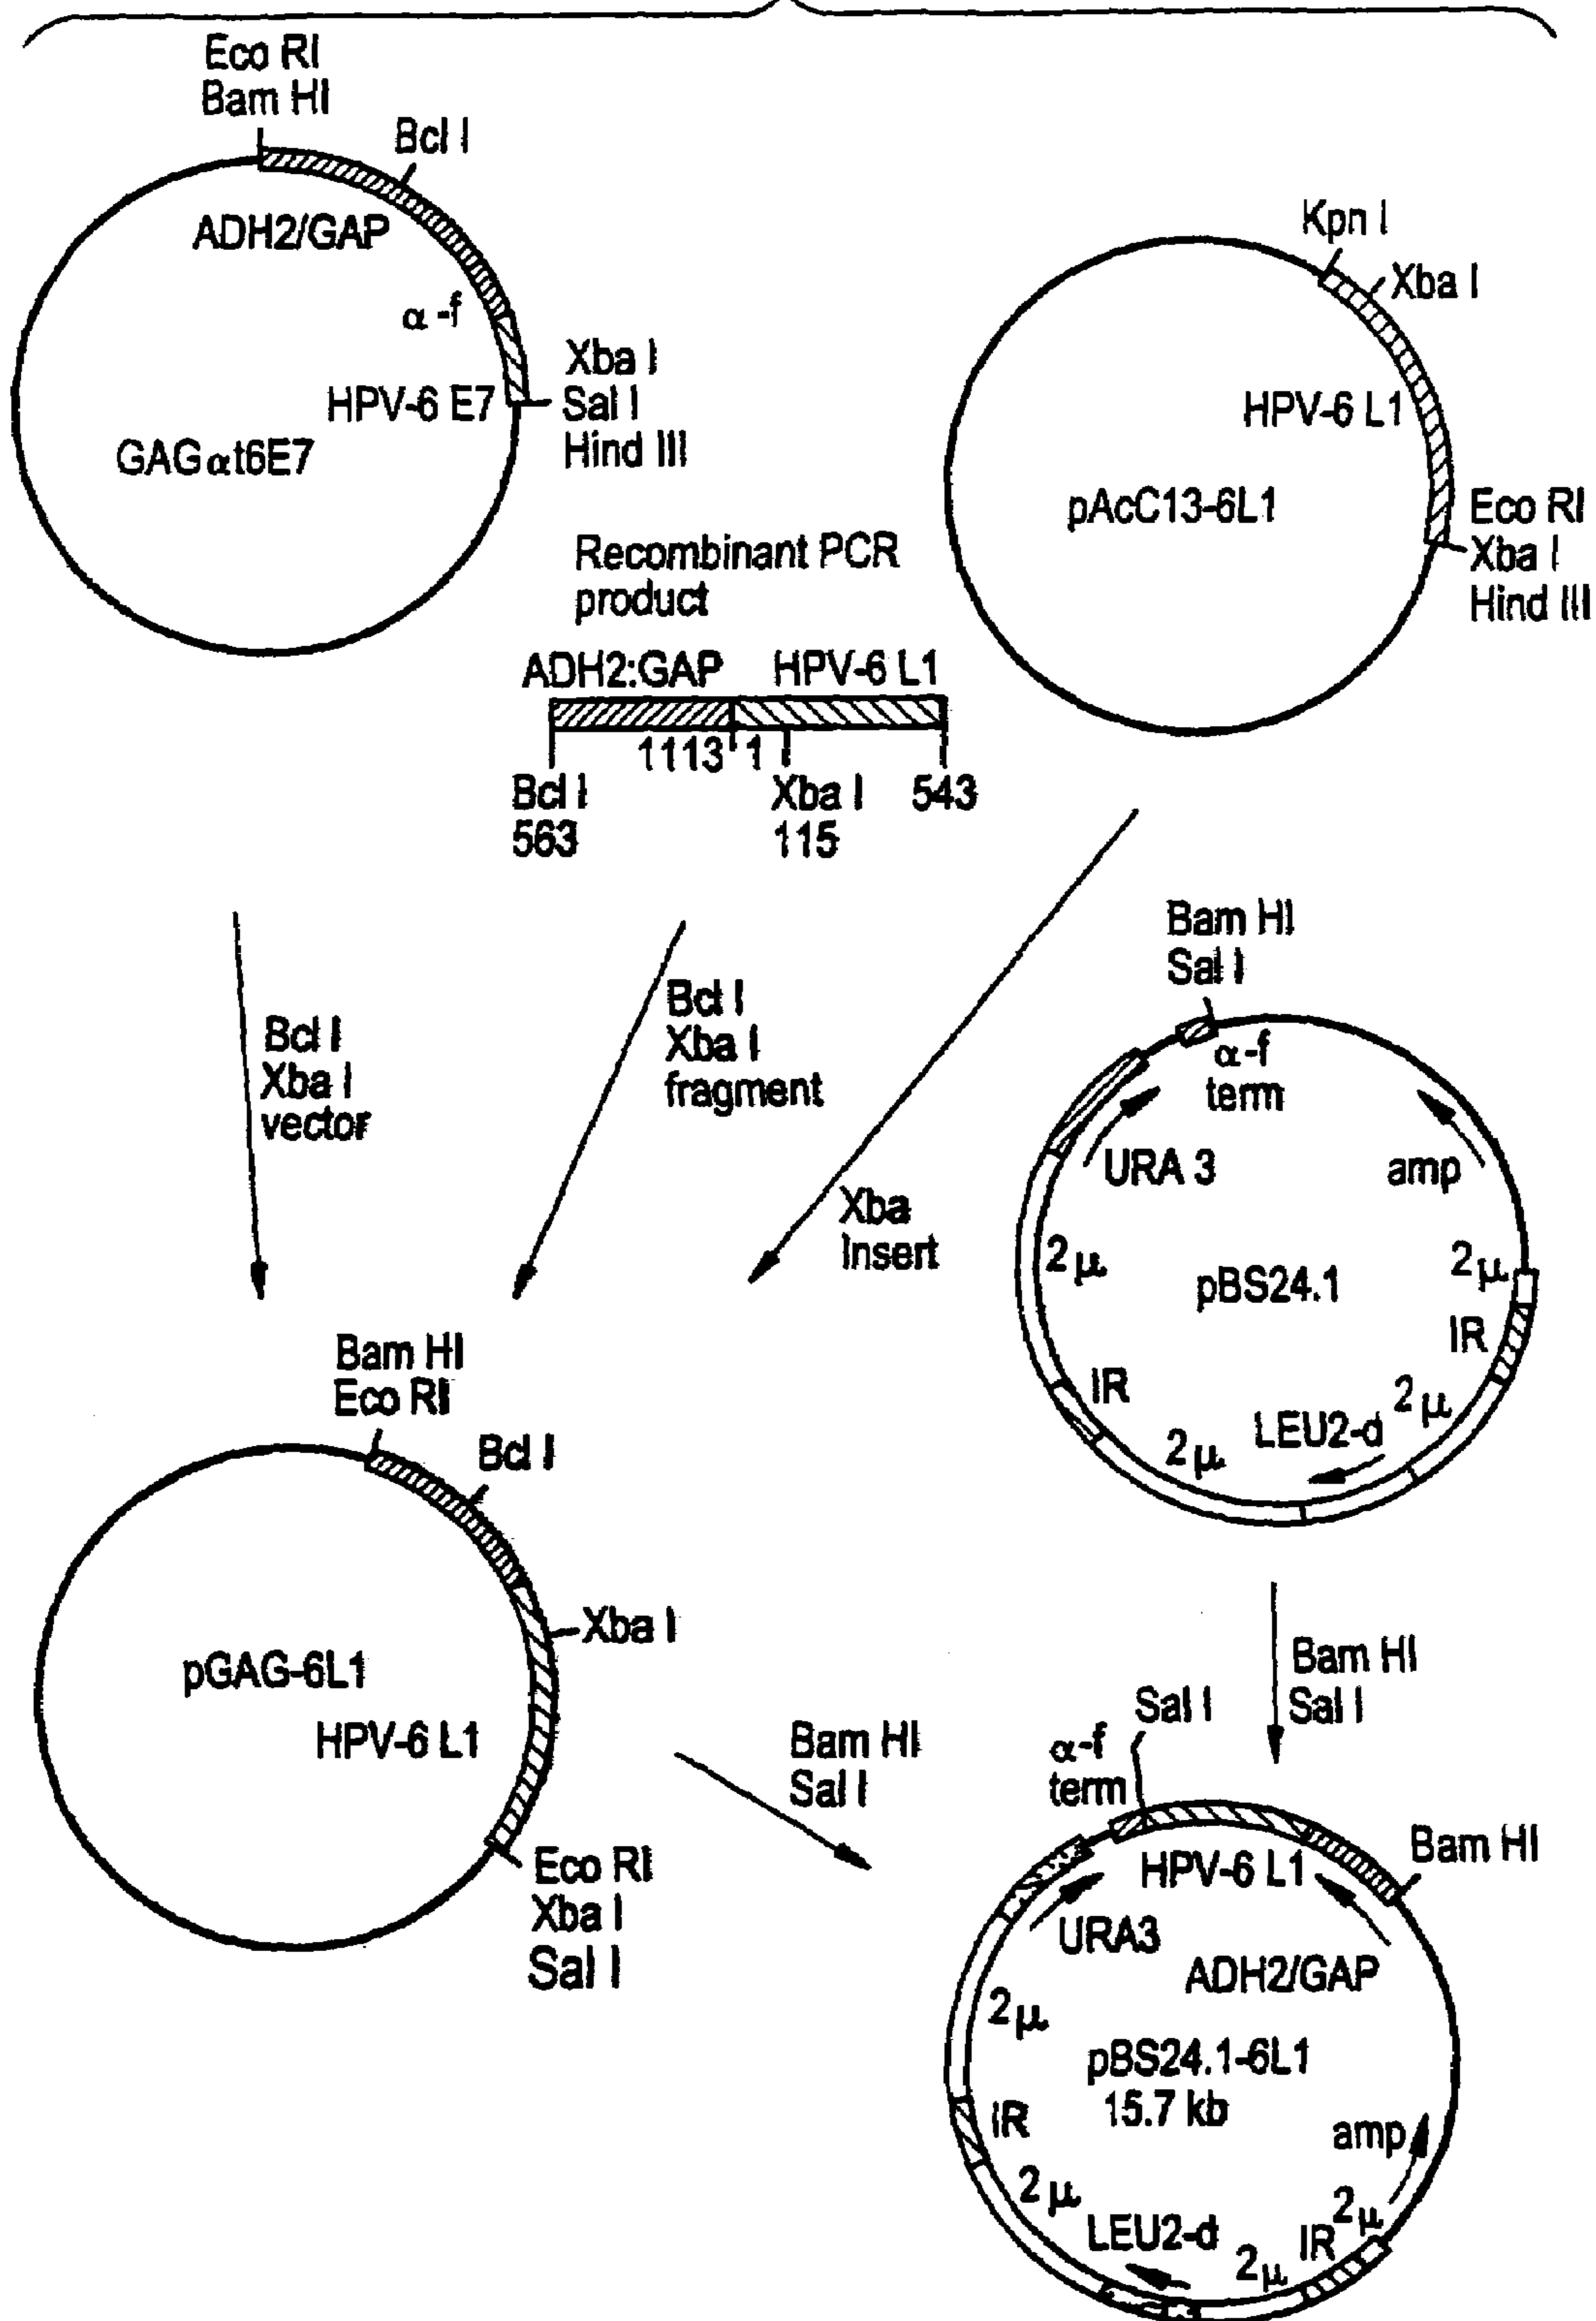 Eco RI
Bam HI
Bcl I
ADH2/GAP
α-f
Xba I
HPV-6 E7
Sal I
Hind III
GAGαt6E7
Kpn I
Xba I
HPV-6 L1
pAcC13-6L1
Eco RI
Xba I
Hind III
Recombinant PCR
product
ADH2:GAP
HPV-6 L1
1113
1
Bcl I
563
Xba I
115
543
Bcl I
Xba I
vector
Bcl I
Xba I
fragment
Xba
Insert
Bam HI
Sal I
α-f
term
URA 3
amp
2μ
pBS24.1
2μ
IR
IR
2μ
LEU2-d
2μ
Bam HI
Eco RI
Bcl I
Xba I
pGAG-6L1
HPV-6 L1
Eco RI
Xba I
Sal I
Bam HI
Sal I
Bam HI
Sal I
Sal I
α-f
term
Bam HI
HPV-6 L1
URA3
ADH2/GAP
2μ
pBS24.1-6L1
15.7 kb
IR
amp
2μ
2μ
LEU2-d
IR
2μ